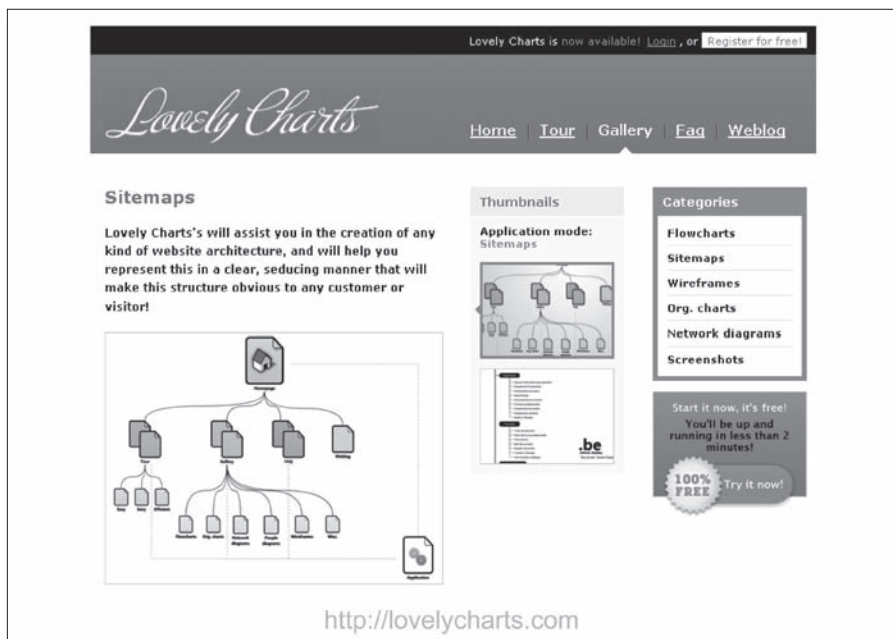 Lovely Charts is now available! Login , or Register for free!
Lovely Charts
Home | Tour | Gallery | Faq | Weblog
Sitemaps
Lovely Charts's will assist you in the creation of any
kind of website architecture, and will help you
represent this in a clear, seducing manner that will
make this structure obvious to any customer or
visitor!
Homepage
Tour
Gallery
FAQ
Weblog
Easy
Sexy
Efficient
Flowcharts
Org. charts
Network
diagrams
People
diagrams
Wireframes
Misc.
Application
Thumbnails
Application mode:
Sitemaps
.be
Categories
Flowcharts
Sitemaps
Wireframes
Org. charts
Network diagrams
Screenshots
Start it now, it's free!
You'll be up and
running in less than 2
minutes!
100%
FREE
Try it now!
http://lovelycharts.com